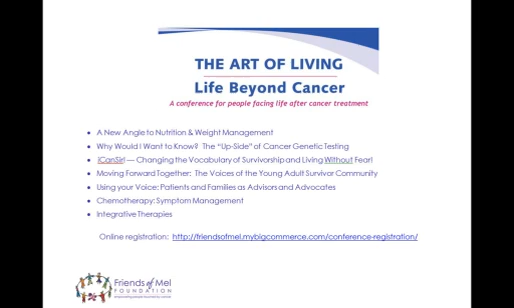 THE ART OF LIVING
Life Beyond Cancer
A conference for people facing life after cancer treatment
• A New Angle to Nutrition & Weight Management
• Why Would I Want to Know? The "Up-Side" of Cancer Genetic Testing
• iCanSir! — Changing the Vocabulary of Survivorship and Living Without Fear!
• Moving Forward Together: The Voices of the Young Adult Survivor Community
• Using your Voice: Patients and Families as Advisors and Advocates
• Chemotherapy: Symptom Management
• Integrative Therapies
Online registration: http://friendsofmel.mybigcommerce.com/conference-registration/
Friends of Mel
FOUNDATION